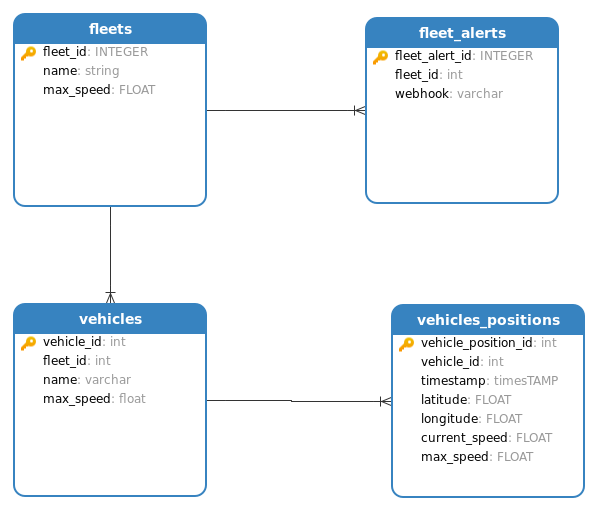 fleets
fleet_id: INTEGER
name: string
max_speed: FLOAT
fleet_alerts
fleet_alert_id: INTEGER
fleet_id: int
webhook: varchar
vehicles
vehicle_id: int
fleet_id: int
name: varchar
max_speed: float
vehicles_positions
vehicle_position_id: int
vehicle_id: int
timestamp: timesTAMP
latitude: FLOAT
longitude: FLOAT
current_speed: FLOAT
max_speed: FLOAT